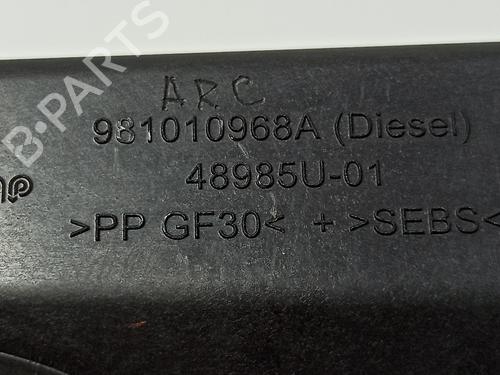 ARC
981010968A (Diesel)
48985U-01
>PP GF30< + >SEBS<
B-PARTS